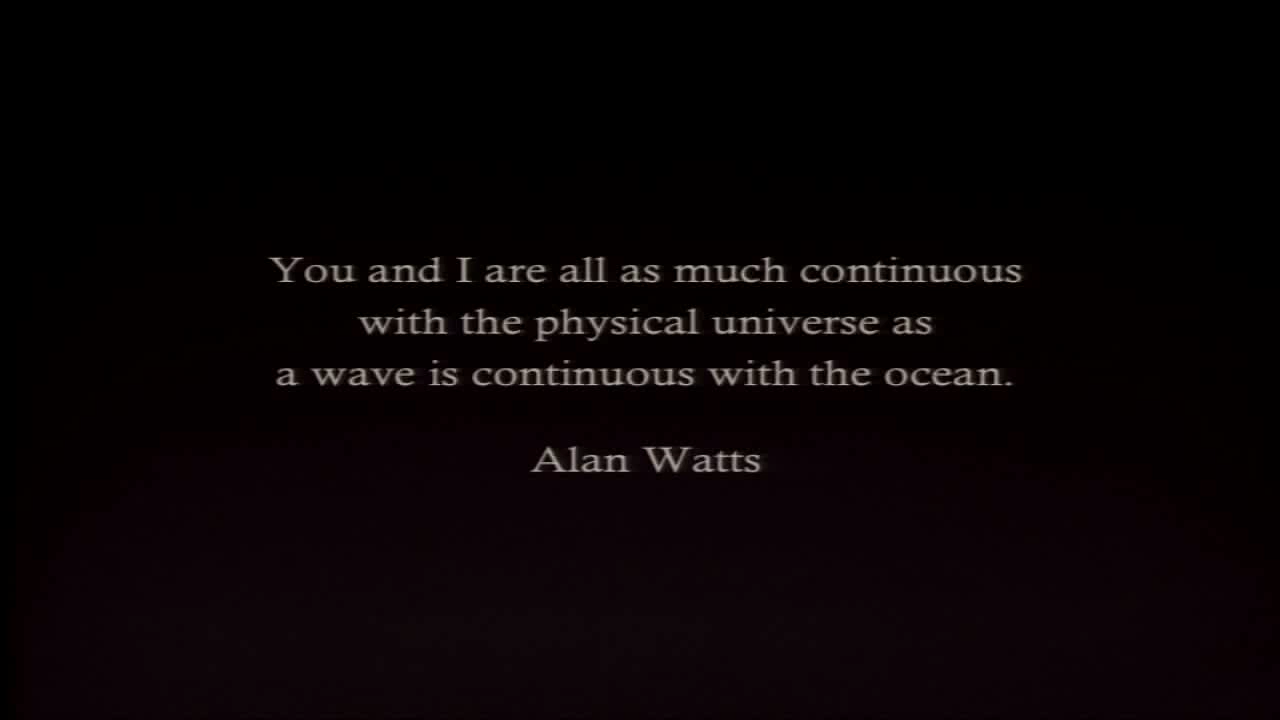 You and I are all as much continuous
with the physical universe as
a wave is continuous with the ocean.
Alan Watts